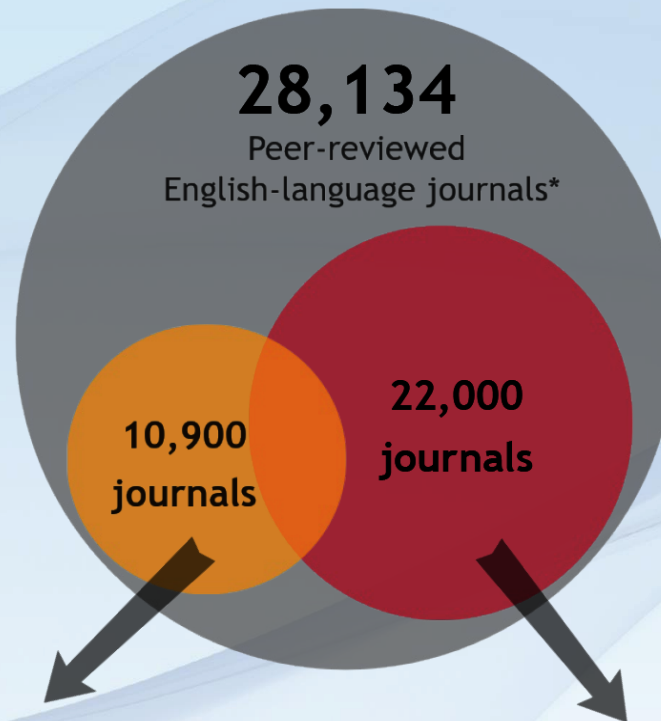 28,134
Peer-reviewed
English-language journals*
22,000
journals
10,900
journals